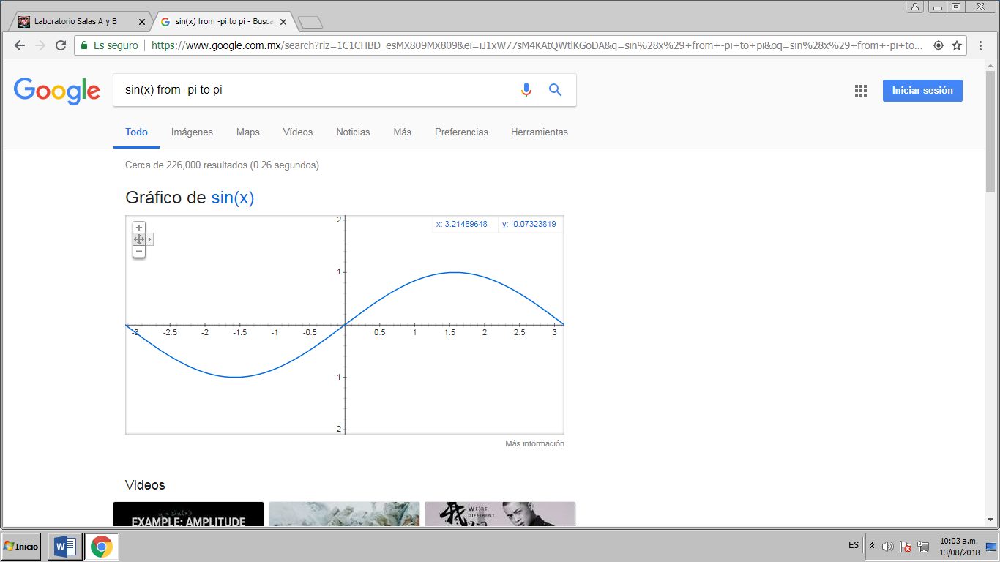 Laboratorio Salas A y B
sin(x) from -pi to pi - Busca
Es seguro
https://www.google.com.mx/search?rlz=1C1CHBD_esMX809MX809&ei=iJ1xW77sM4KAtQWtlKGoDA&q=sin%28x%29+from+-pi+to+pi&oq=sin%28x%29+from+-pi+to...
Google
sin(x) from -pi to pi
Iniciar sesión
Todo Imágenes Maps Vídeos Noticias Más Preferencias Herramientas
Cerca de 226,000 resultados (0.26 segundos)
Gráfico de sin(x)
x: 3.21489648 y: -0.07323819
2
1
-3 -2.5 -2 -1.5 -1 -0.5 0.5 1 1.5 2 2.5 3
-1
-2
Más información
Videos
y = sin(x)
EXAMPLE: AMPLITUDE
WE'RE
DIFFERENT
我
Inicio
ES
10:03 a.m.
13/08/2018